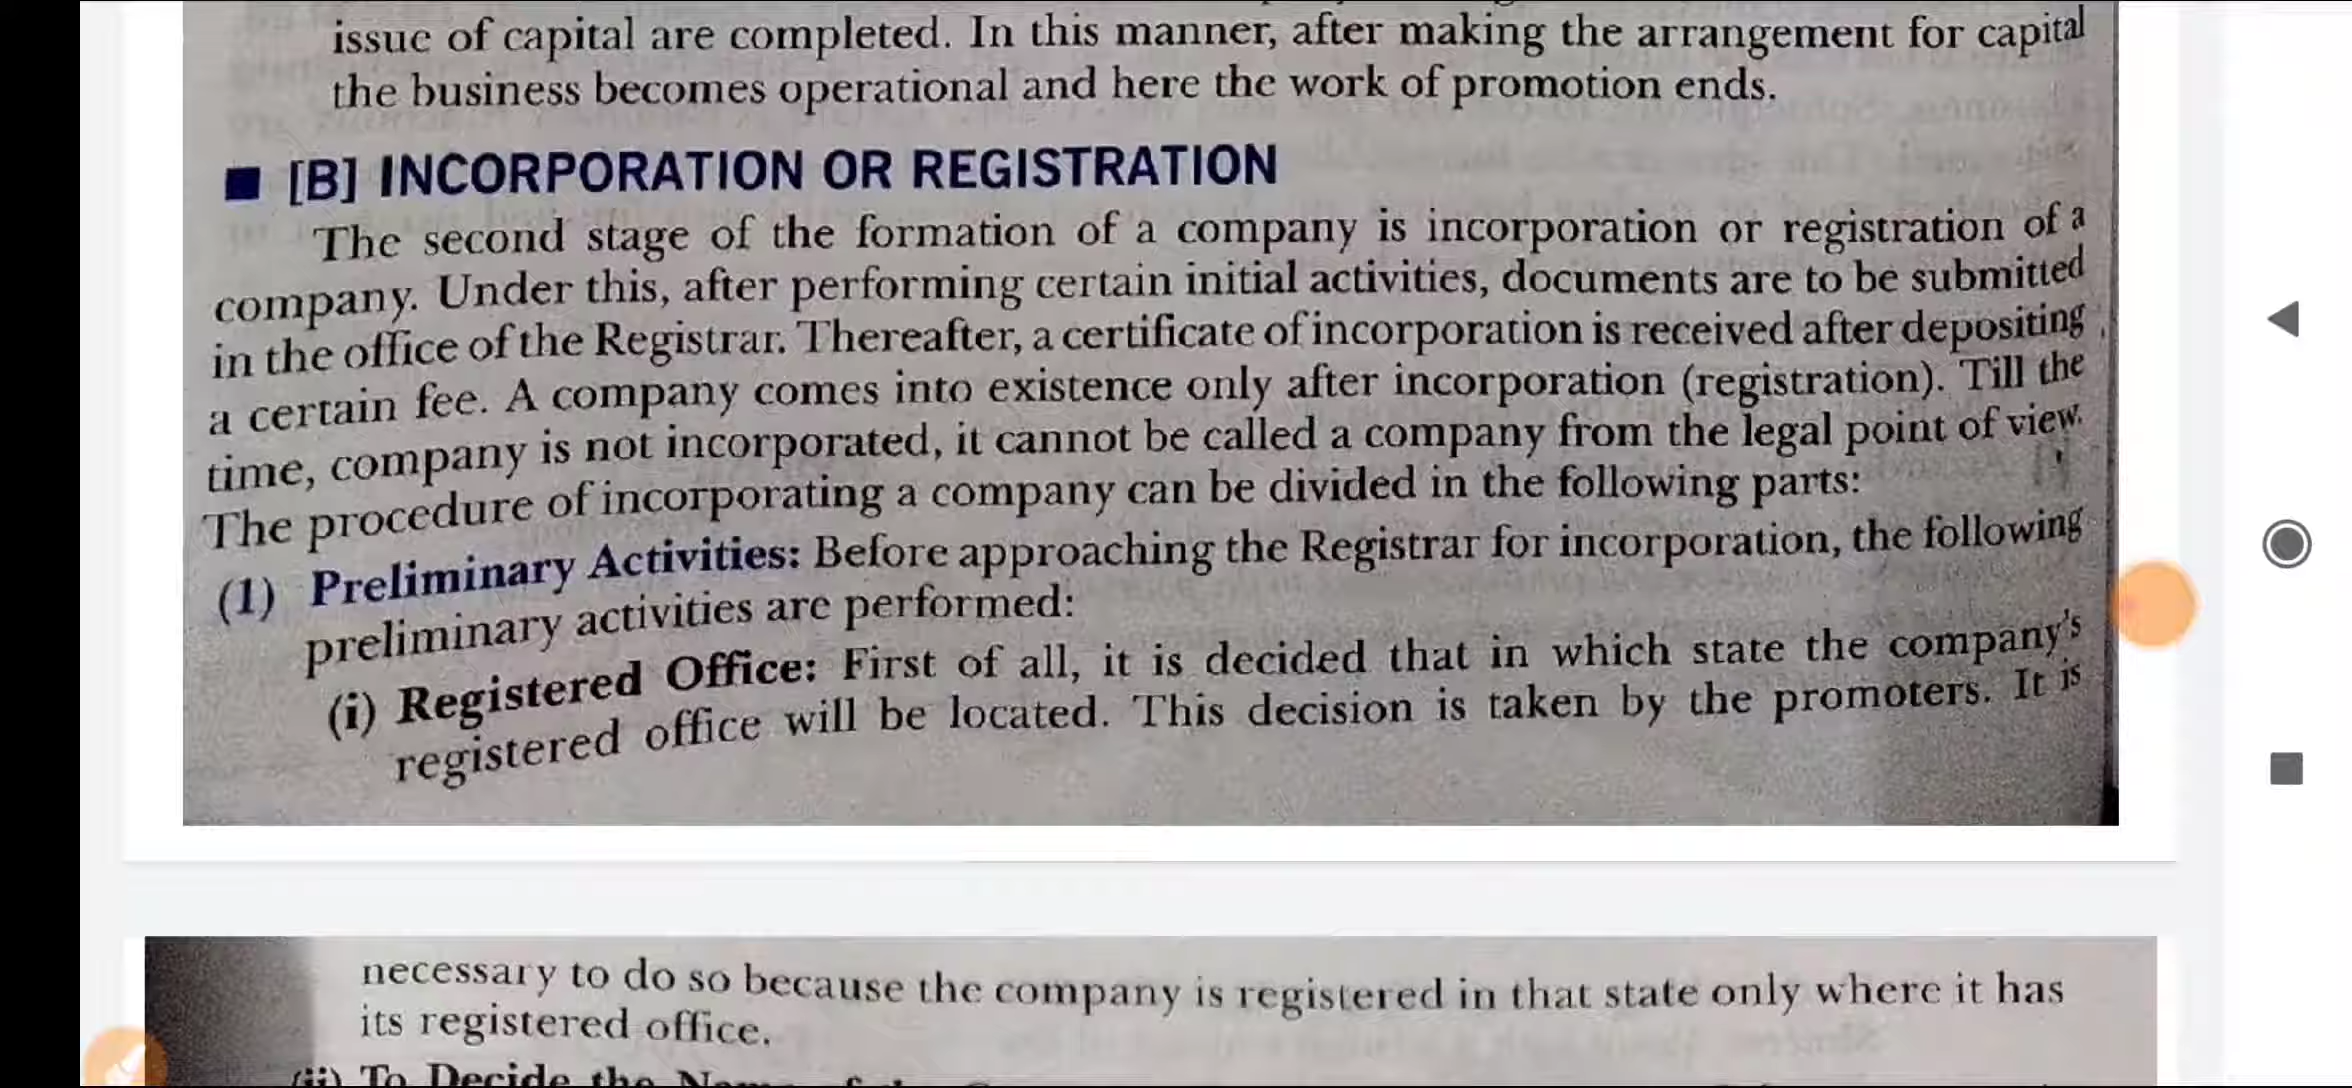 issue of capital are completed. In this manner, after making the arrangement for capital
the business becomes operational and here the work of promotion ends.
[B] INCORPORATION OR REGISTRATION
The second stage of the formation of a company is incorporation or registration of a
company. Under this, after performing certain initial activities, documents are to be submitted
in the office of the Registrar. Thereafter, a certificate of incorporation is received after depositing
a certain fee. A company comes into existence only after incorporation (registration). Till the
time, company is not incorporated, it cannot be called a company from the legal point of view.
The procedure of incorporating a company can be divided in the following parts:
(1) Preliminary Activities: Before approaching the Registrar for incorporation, the following
preliminary activities are performed:
(i) Registered Office: First of all, it is decided that in which state the company's
registered office will be located. This decision is taken by the promoters. It is
necessary to do so because the company is registered in that state only where it has
its registered office.
(ii) To Decide the